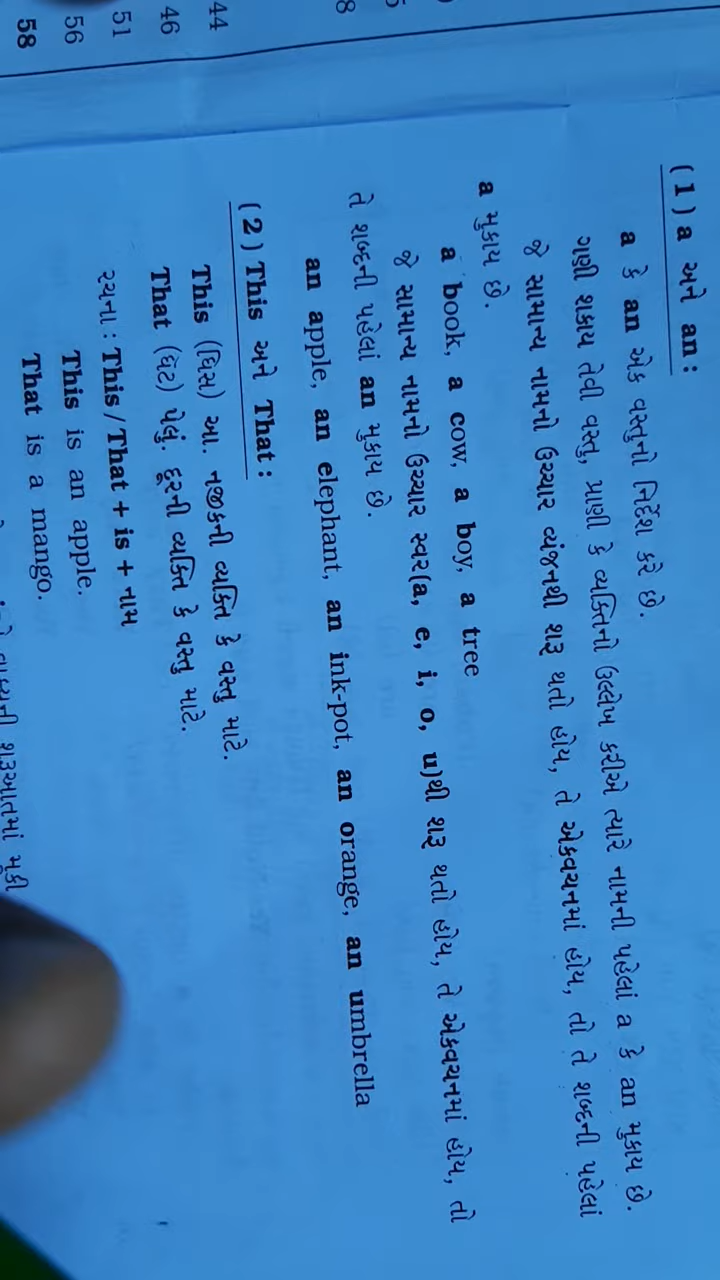 44
46
51
56
58
8
(1) a અને an :
a કે an એક વસ્તુનો નિર્દેશ કરે છે.
ગણી શકાય તેવી વસ્તુ, પ્રાણી કે વ્યક્તિનો ઉલ્લેખ કરીએ ત્યારે નામની પહેલાં a કે an મુકાય છે.
જે સામાન્ય નામનો ઉચ્ચાર વ્યંજનથી શરૂ થતો હોય, તે એકવચનમાં હોય, તો તે શબ્દની પહેલાં
a મુકાય છે.
a book, a cow, a boy, a tree
જે સામાન્ય નામનો ઉચ્ચાર સ્વર(a, e, i, o, u)થી શરૂ થતો હોય, તે એકવચનમાં હોય, તો
તે શબ્દની પહેલાં an મુકાય છે.
an apple, an elephant, an ink-pot, an orange, an umbrella
(2) This અને That :
This (ધિસ) આ. નજીકની વ્યક્તિ કે વસ્તુ માટે.
That (ધૅટ) પેલું. દૂરની વ્યક્તિ કે વસ્તુ માટે.
રચના : This / That + is + નામ
This is an apple.
That is a mango.
વાક્યની શરૂઆતમાં મૂકી